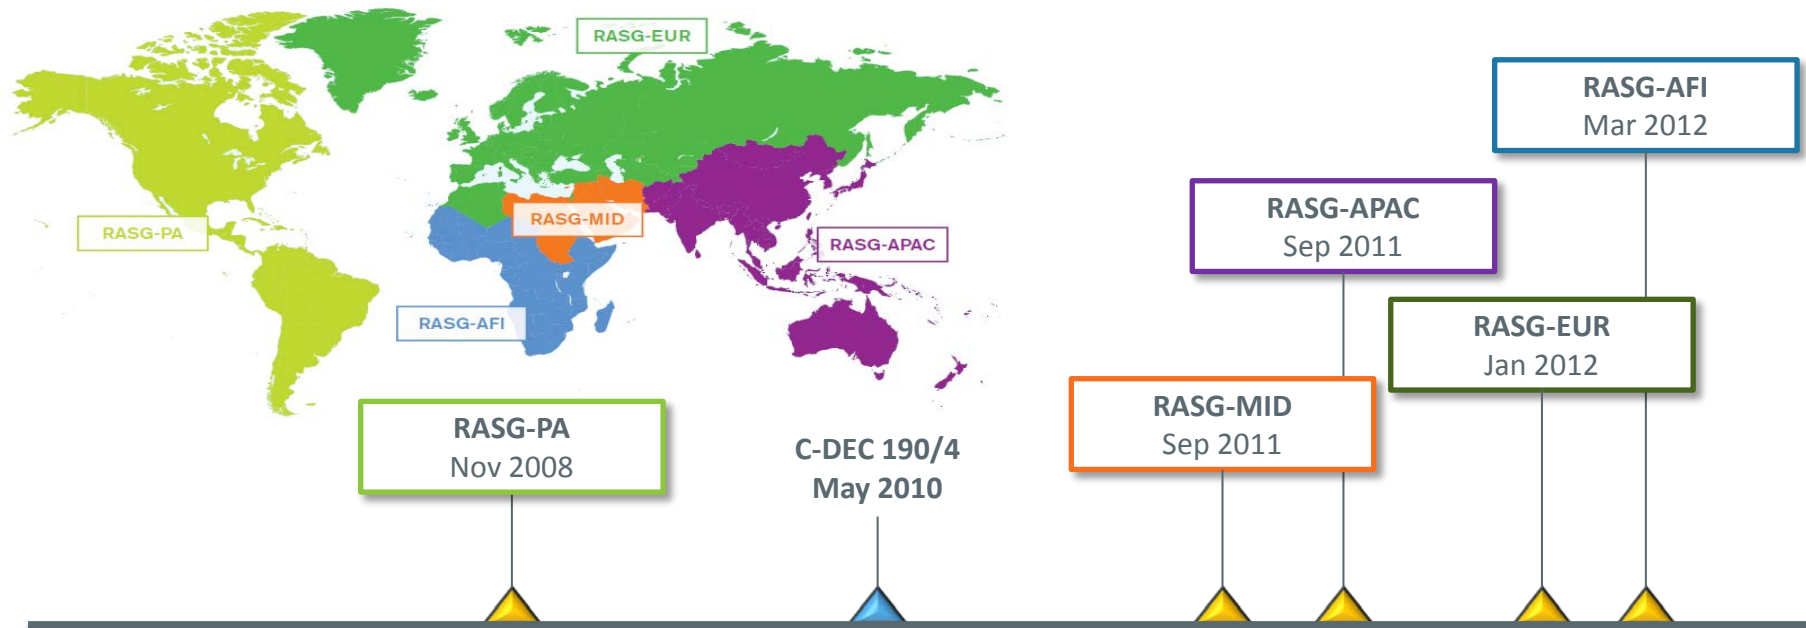 RASG-EUR
RASG-PA
RASG-MID
RASG-APAC
RASG-AFI
RASG-PA
Nov 2008
C-DEC 190/4
May 2010
RASG-MID
Sep 2011
RASG-APAC
Sep 2011
RASG-EUR
Jan 2012
RASG-AFI
Mar 2012